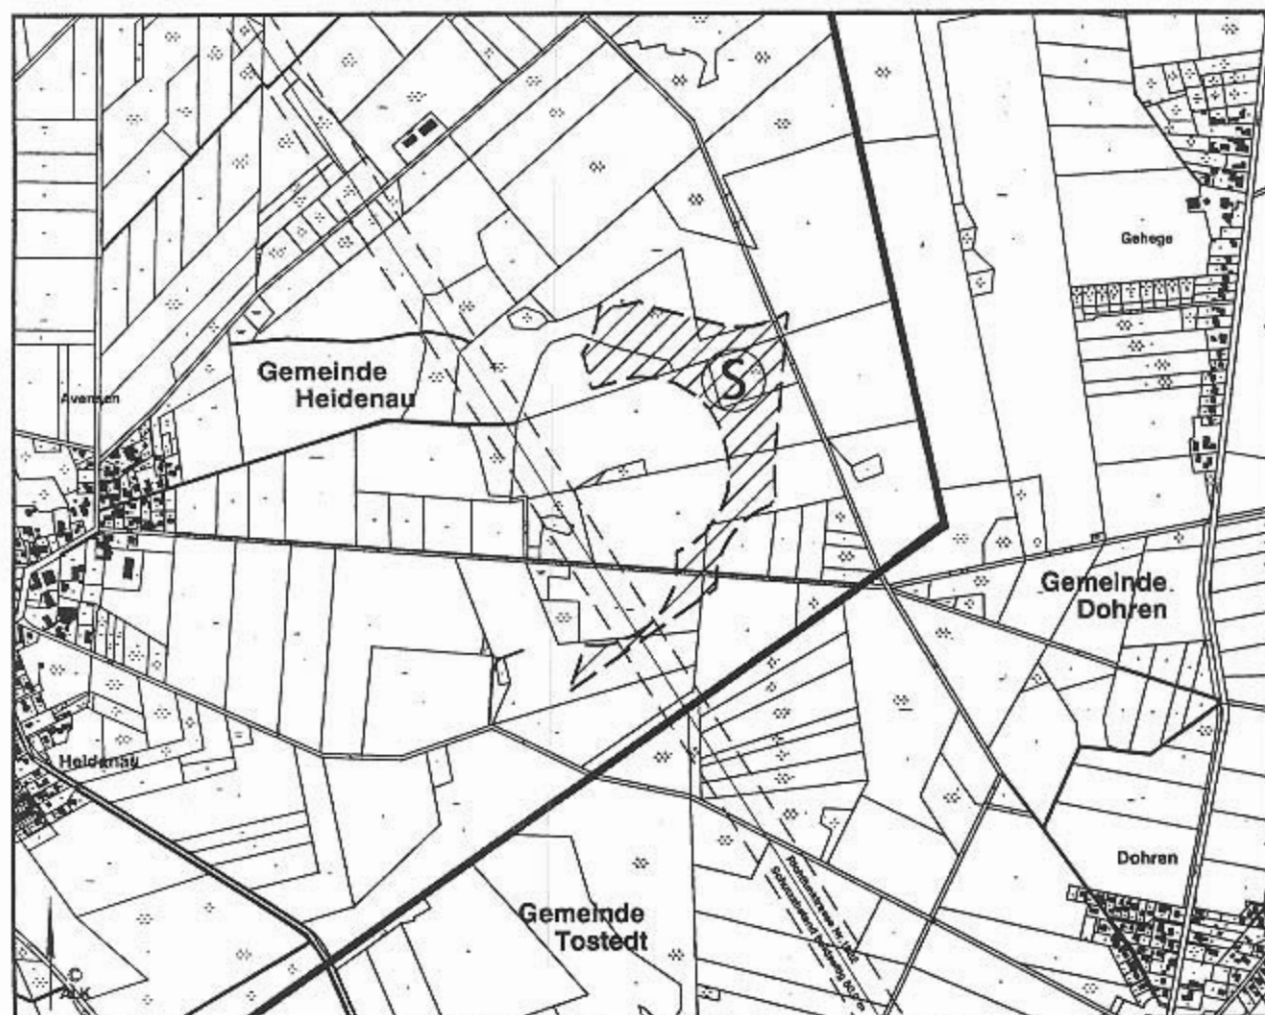 Gehege
Gemeinde
Heidenau
Avensen
S
Gemeinde
Dohren
Heidenau
Dohren
Gemeinde
Tostedt
ALK